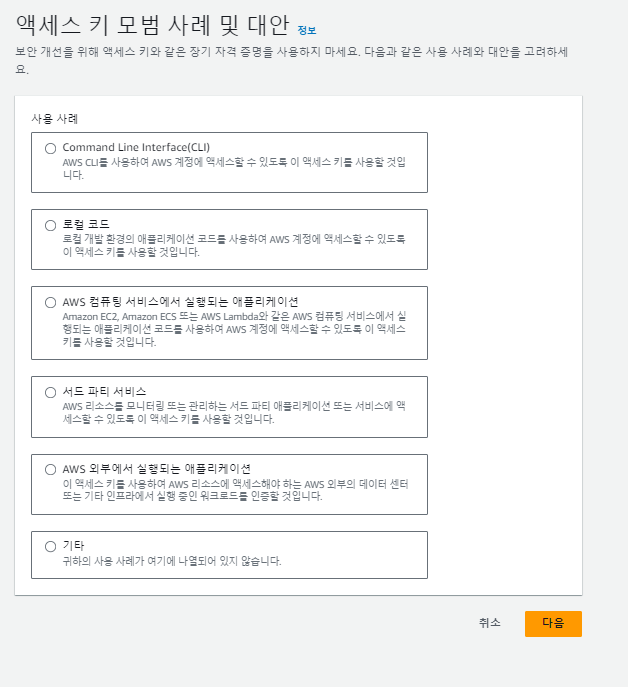 액세스 키 모범 사례 및 대안 정보
보안 개선을 위해 액세스 키와 같은 장기 자격 증명을 사용하지 마세요. 다음과 같은 사용 사례와 대안을 고려하세
요.
사용 사례
Command Line Interface(CLI)
AWS CLI를 사용하여 AWS 계정에 액세스할 수 있도록 이 액세스 키를 사용할 것입
니다.
로컬 코드
로컬 개발 환경의 애플리케이션 코드를 사용하여 AWS 계정에 액세스할 수 있도록
이 액세스 키를 사용할 것입니다.
AWS 컴퓨팅 서비스에서 실행되는 애플리케이션
Amazon EC2, Amazon ECS 또는 AWS Lambda와 같은 AWS 컴퓨팅 서비스에서 실
행되는 애플리케이션 코드를 사용하여 AWS 계정에 액세스할 수 있도록 이 액세스
키를 사용할 것입니다.
서드 파티 서비스
AWS 리소스를 모니터링 또는 관리하는 서드 파티 애플리케이션 또는 서비스에 액
세스할 수 있도록 이 액세스 키를 사용할 것입니다.
AWS 외부에서 실행되는 애플리케이션
이 액세스 키를 사용하여 AWS 리소스에 액세스해야 하는 AWS 외부의 데이터 센터
또는 기타 인프라에서 실행 중인 워크로드를 인증할 것입니다.
기타
귀하의 사용 사례가 여기에 나열되어 있지 않습니다.
취소
다음